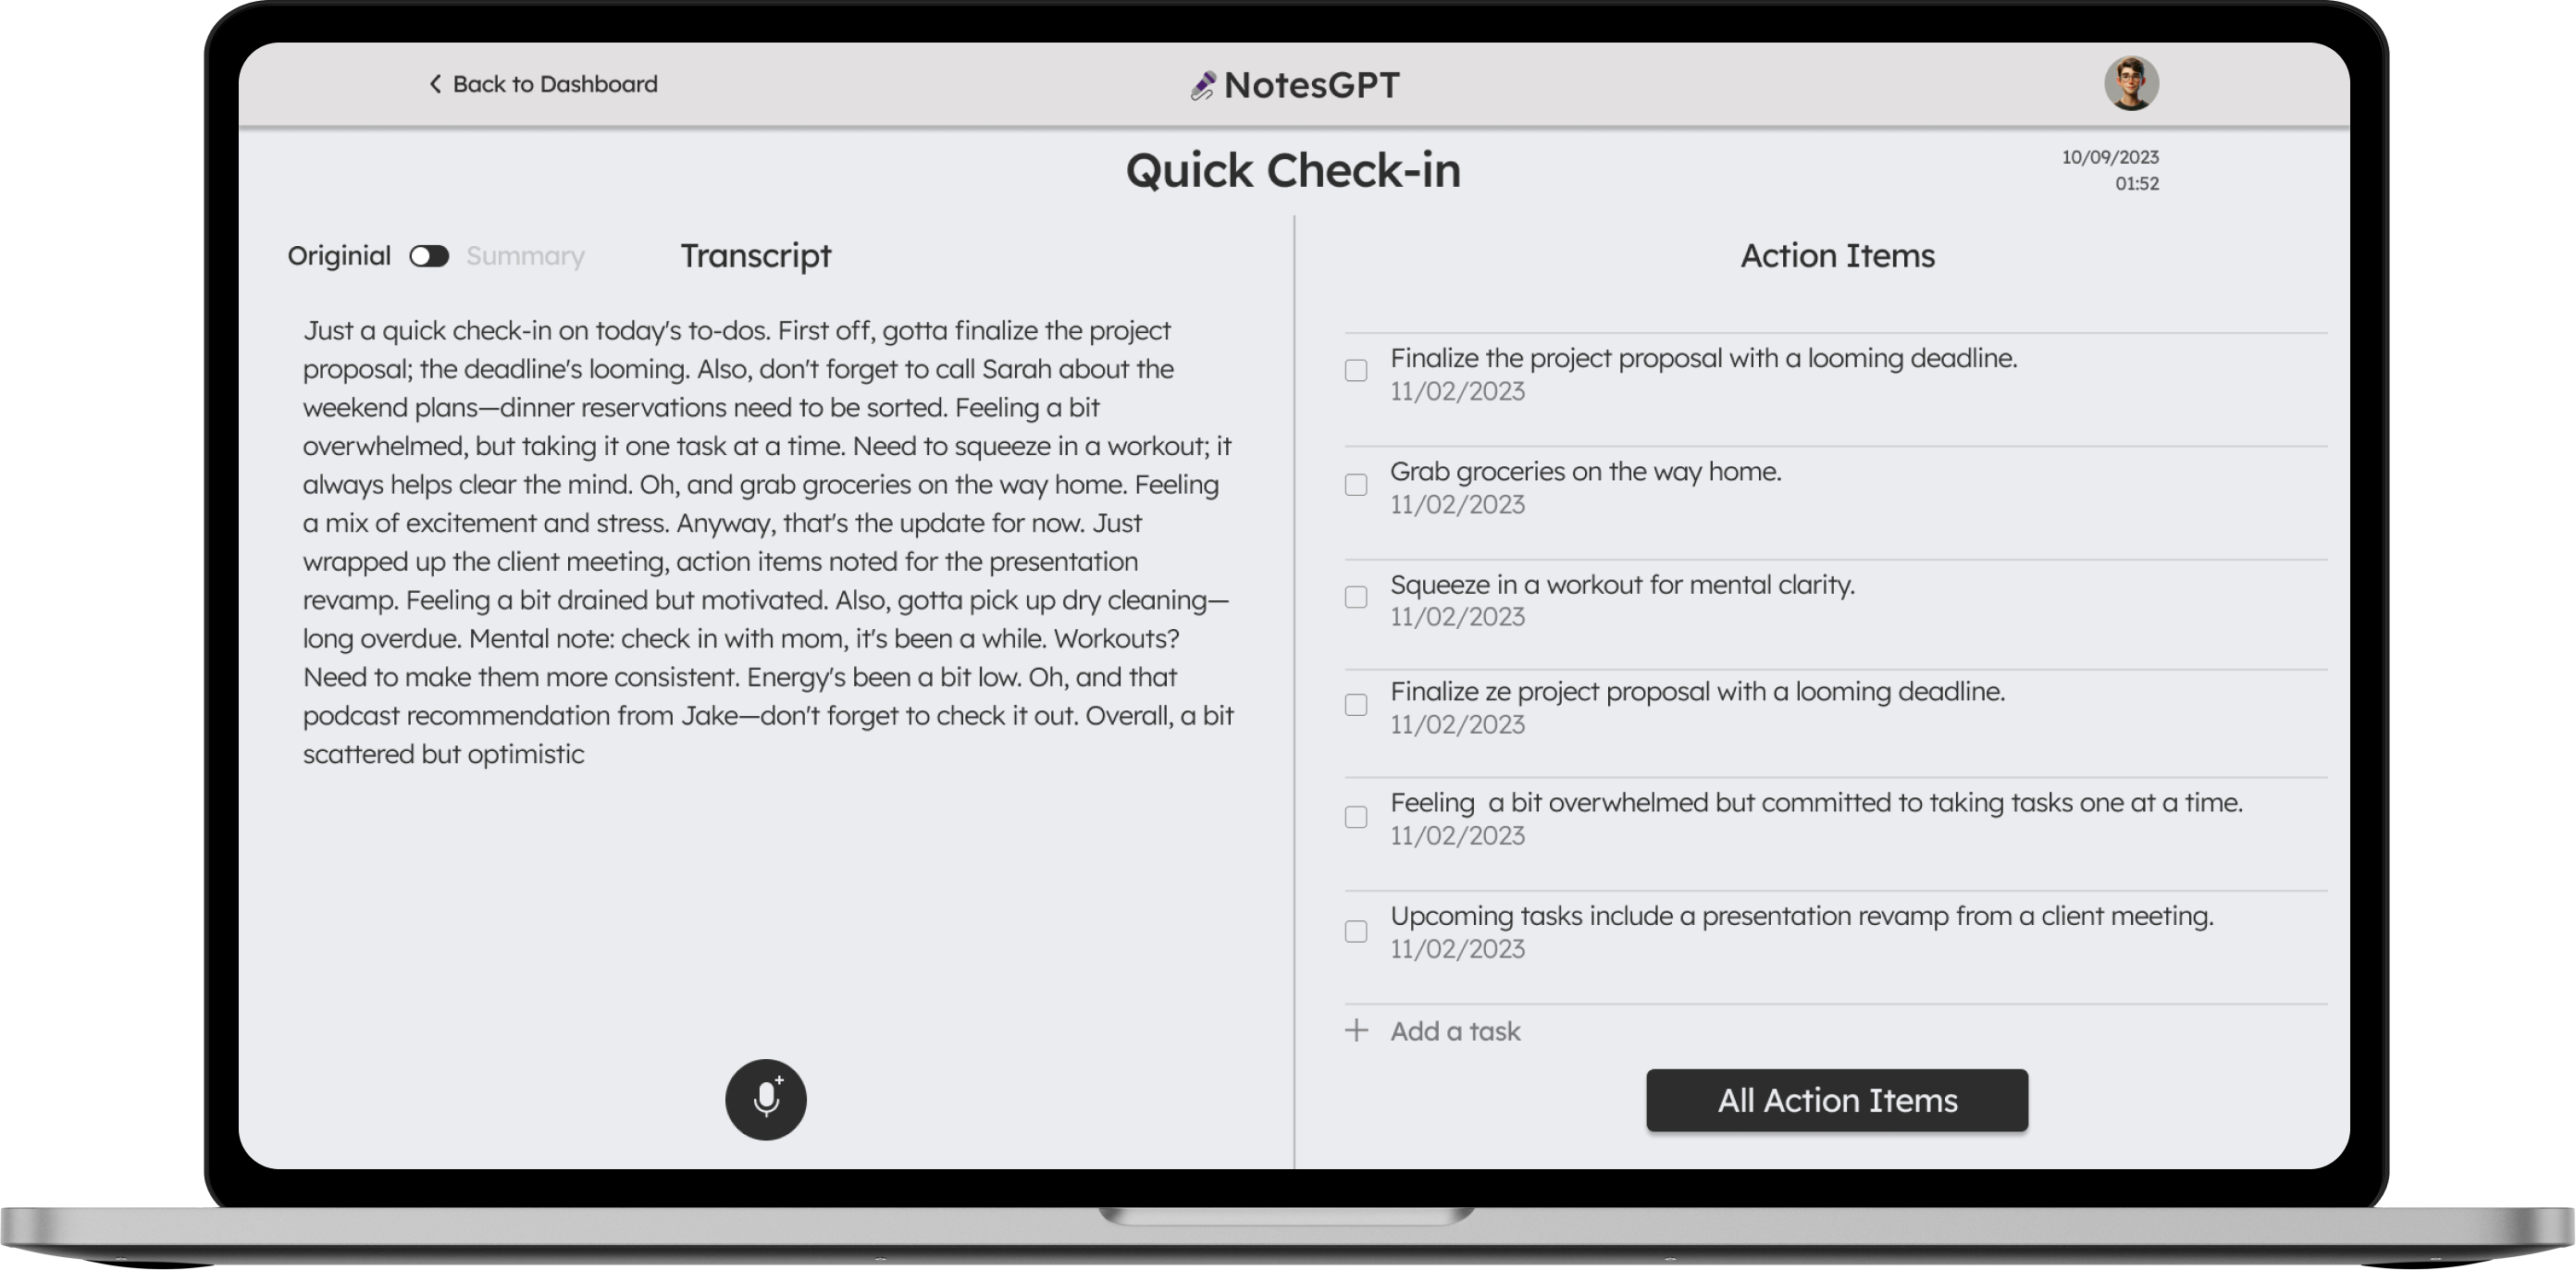 Back to Dashboard
NotesGPT
Quick Check-in
10/09/2023
01:52
Originial
Summary
Transcript
Just a quick check-in on today's to-dos. First off, gotta finalize the project
proposal; the deadline's looming. Also, don't forget to call Sarah about the
weekend plans—dinner reservations need to be sorted. Feeling a bit
overwhelmed, but taking it one task at a time. Need to squeeze in a workout; it
always helps clear the mind. Oh, and grab groceries on the way home. Feeling
a mix of excitement and stress. Anyway, that's the update for now. Just
wrapped up the client meeting, action items noted for the presentation
revamp. Feeling a bit drained but motivated. Also, gotta pick up dry cleaning—
long overdue. Mental note: check in with mom, it's been a while. Workouts?
Need to make them more consistent. Energy's been a bit low. Oh, and that
podcast recommendation from Jake—don't forget to check it out. Overall, a bit
scattered but optimistic
Action Items
Finalize the project proposal with a looming deadline.
11/02/2023
Grab groceries on the way home.
11/02/2023
Squeeze in a workout for mental clarity.
11/02/2023
Finalize ze project proposal with a looming deadline.
11/02/2023
Feeling  a bit overwhelmed but committed to taking tasks one at a time.
11/02/2023
Upcoming tasks include a presentation revamp from a client meeting.
11/02/2023
Add a task
All Action Items